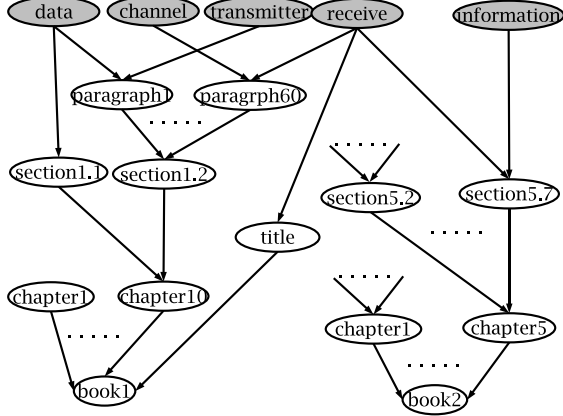 data channel transmitter receive information
paragraph1 paragrph60
section1.1 section1.2 section5.2 section5.7
title
chapter1 chapter10 chapter1 chapter5
book1 book2